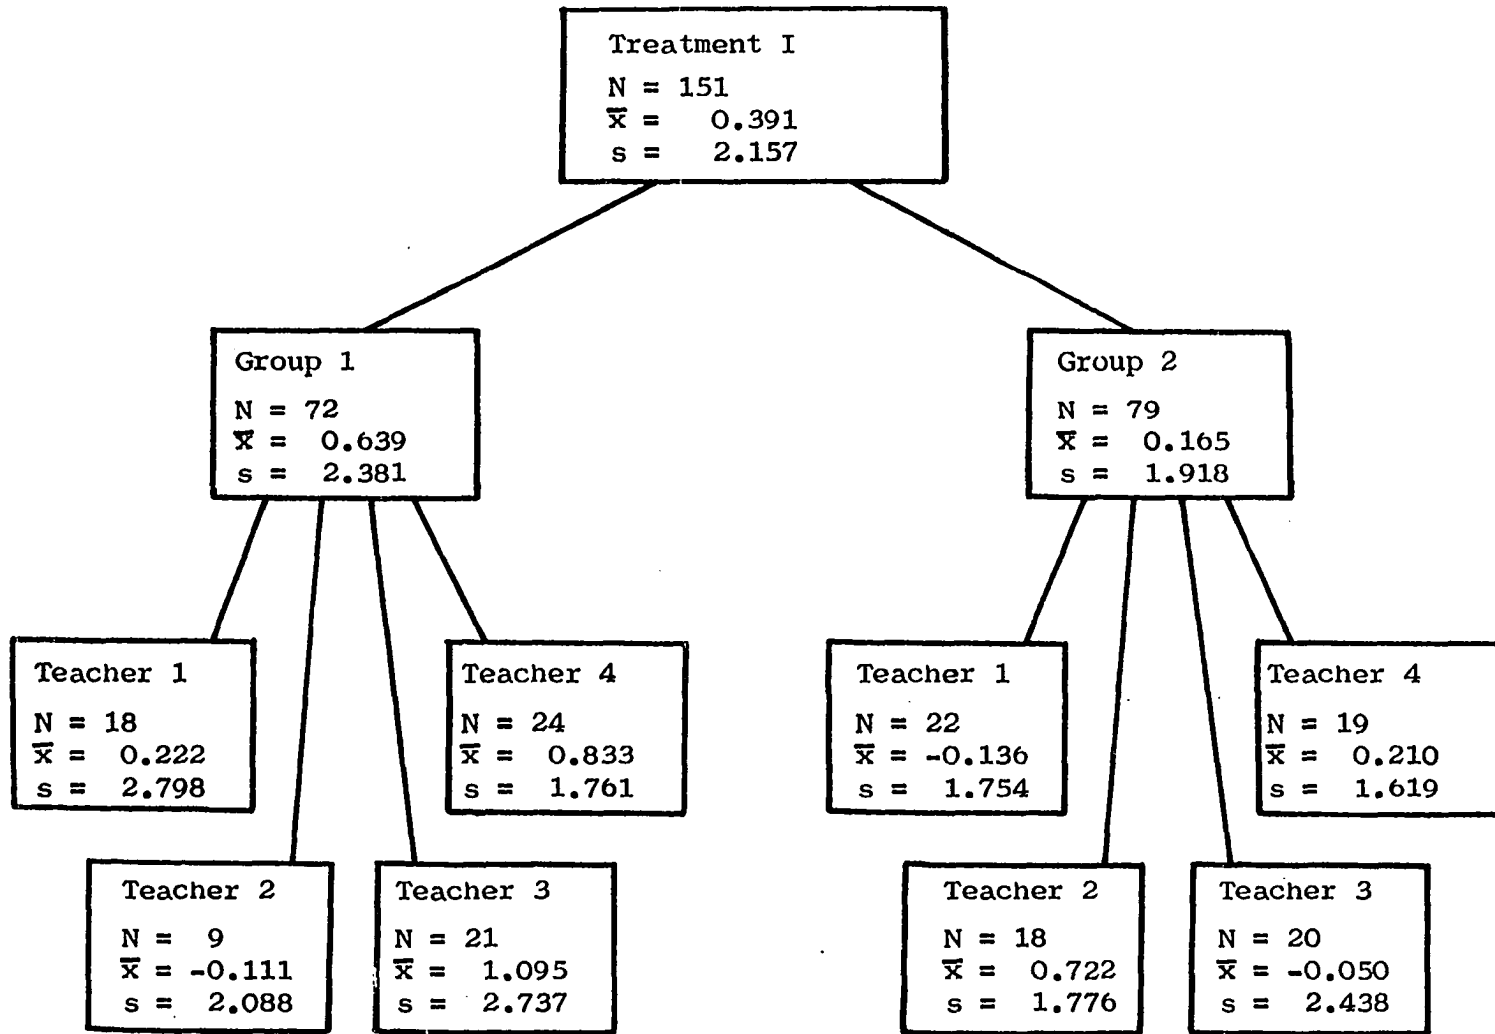 Treatment I
N = 151
x̅ = 0.391
s = 2.157
Group 1
N = 72
x̅ = 0.639
s = 2.381
Group 2
N = 79
x̅ = 0.165
s = 1.918
Teacher 1
N = 18
x̅ = 0.222
s = 2.798
Teacher 4
N = 24
x̅ = 0.833
s = 1.761
Teacher 1
N = 22
x̅ = -0.136
s = 1.754
Teacher 4
N = 19
x̅ = 0.210
s = 1.619
Teacher 2
N = 9
x̅ = -0.111
s = 2.088
Teacher 3
N = 21
x̅ = 1.095
s = 2.737
Teacher 2
N = 18
x̅ = 0.722
s = 1.776
Teacher 3
N = 20
x̅ = -0.050
s = 2.438